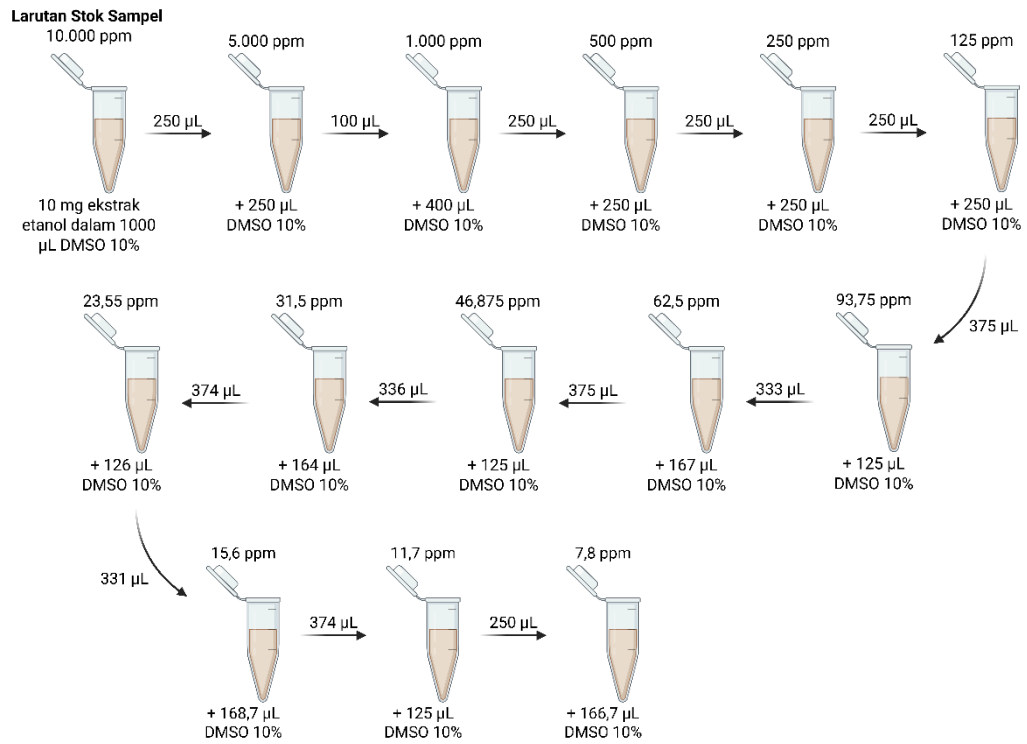 Larutan Stok Sampel
10.000 ppm
5.000 ppm
1.000 ppm
500 ppm
250 ppm
125 ppm
250 µL
100 µL
250 µL
250 µL
250 µL
10 mg ekstrak
etanol dalam 1000
µL DMSO 10%
+ 250 µL
DMSO 10%
+ 400 µL
DMSO 10%
+ 250 µL
DMSO 10%
+ 250 µL
DMSO 10%
+ 250 µL
DMSO 10%
375 µL
93,75 ppm
62,5 ppm
46,875 ppm
31,5 ppm
23,55 ppm
333 µL
375 µL
336 µL
374 µL
+ 125 µL
DMSO 10%
+ 167 µL
DMSO 10%
+ 125 µL
DMSO 10%
+ 164 µL
DMSO 10%
+ 126 µL
DMSO 10%
331 µL
15,6 ppm
11,7 ppm
7,8 ppm
374 µL
250 µL
+ 168,7 µL
DMSO 10%
+ 125 µL
DMSO 10%
+ 166,7 µL
DMSO 10%